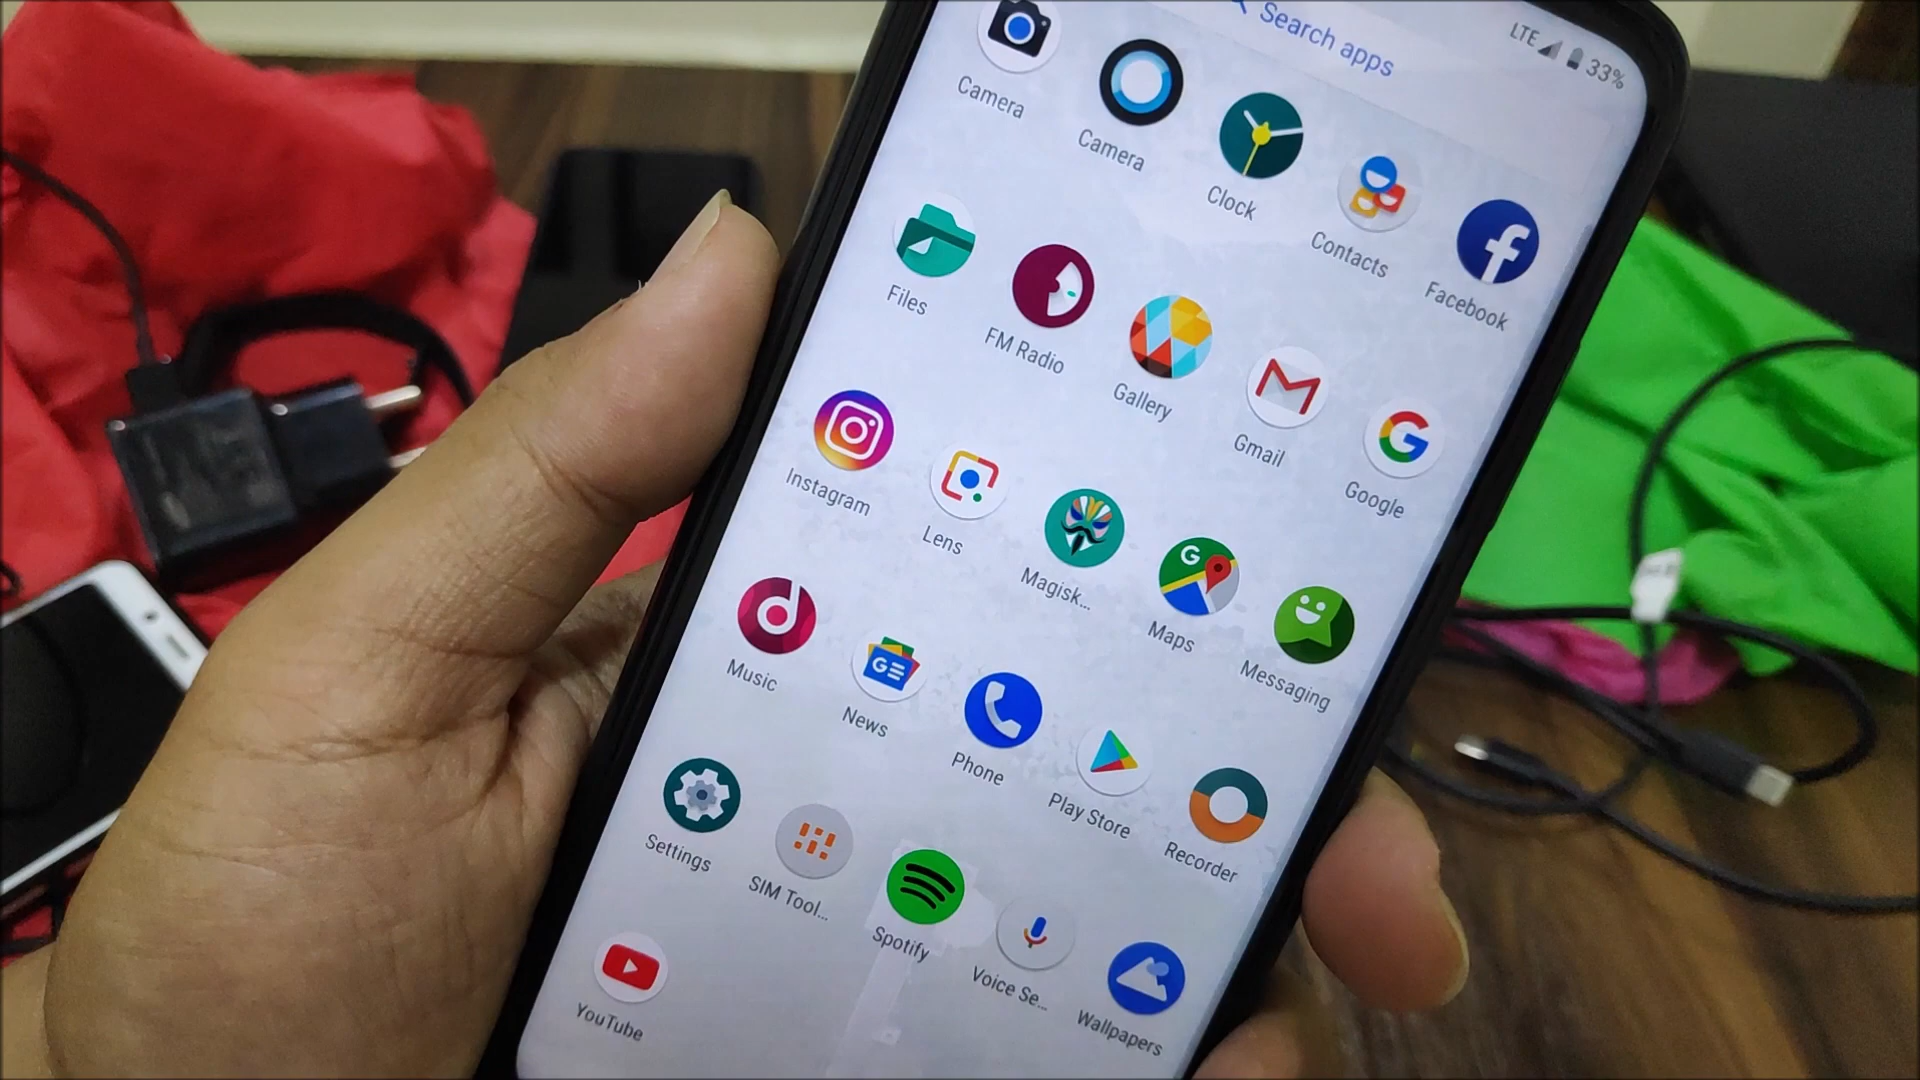 Search apps
LTE 33%
Camera
Camera
Clock
Contacts
Facebook
Files
FM Radio
Gallery
Gmail
Google
Instagram
Lens
Magisk...
Maps
Messaging
Music
News
Phone
Play Store
Recorder
Settings
SIM Tool...
Spotify
Voice Se...
Wallpapers
YouTube